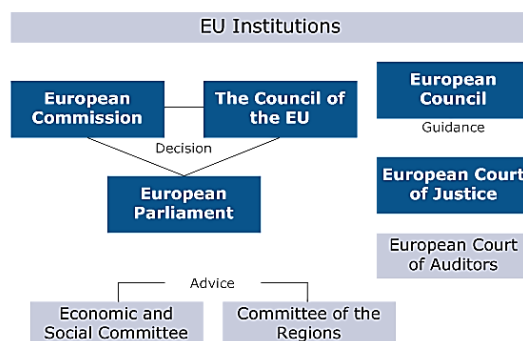 EU Institutions
European
Commission
The Council of
the EU
European
Council
Guidance
Decision
European
Parliament
European Court
of Justice
European Court
of Auditors
Advice
Economic and
Social Committee
Committee of the
Regions